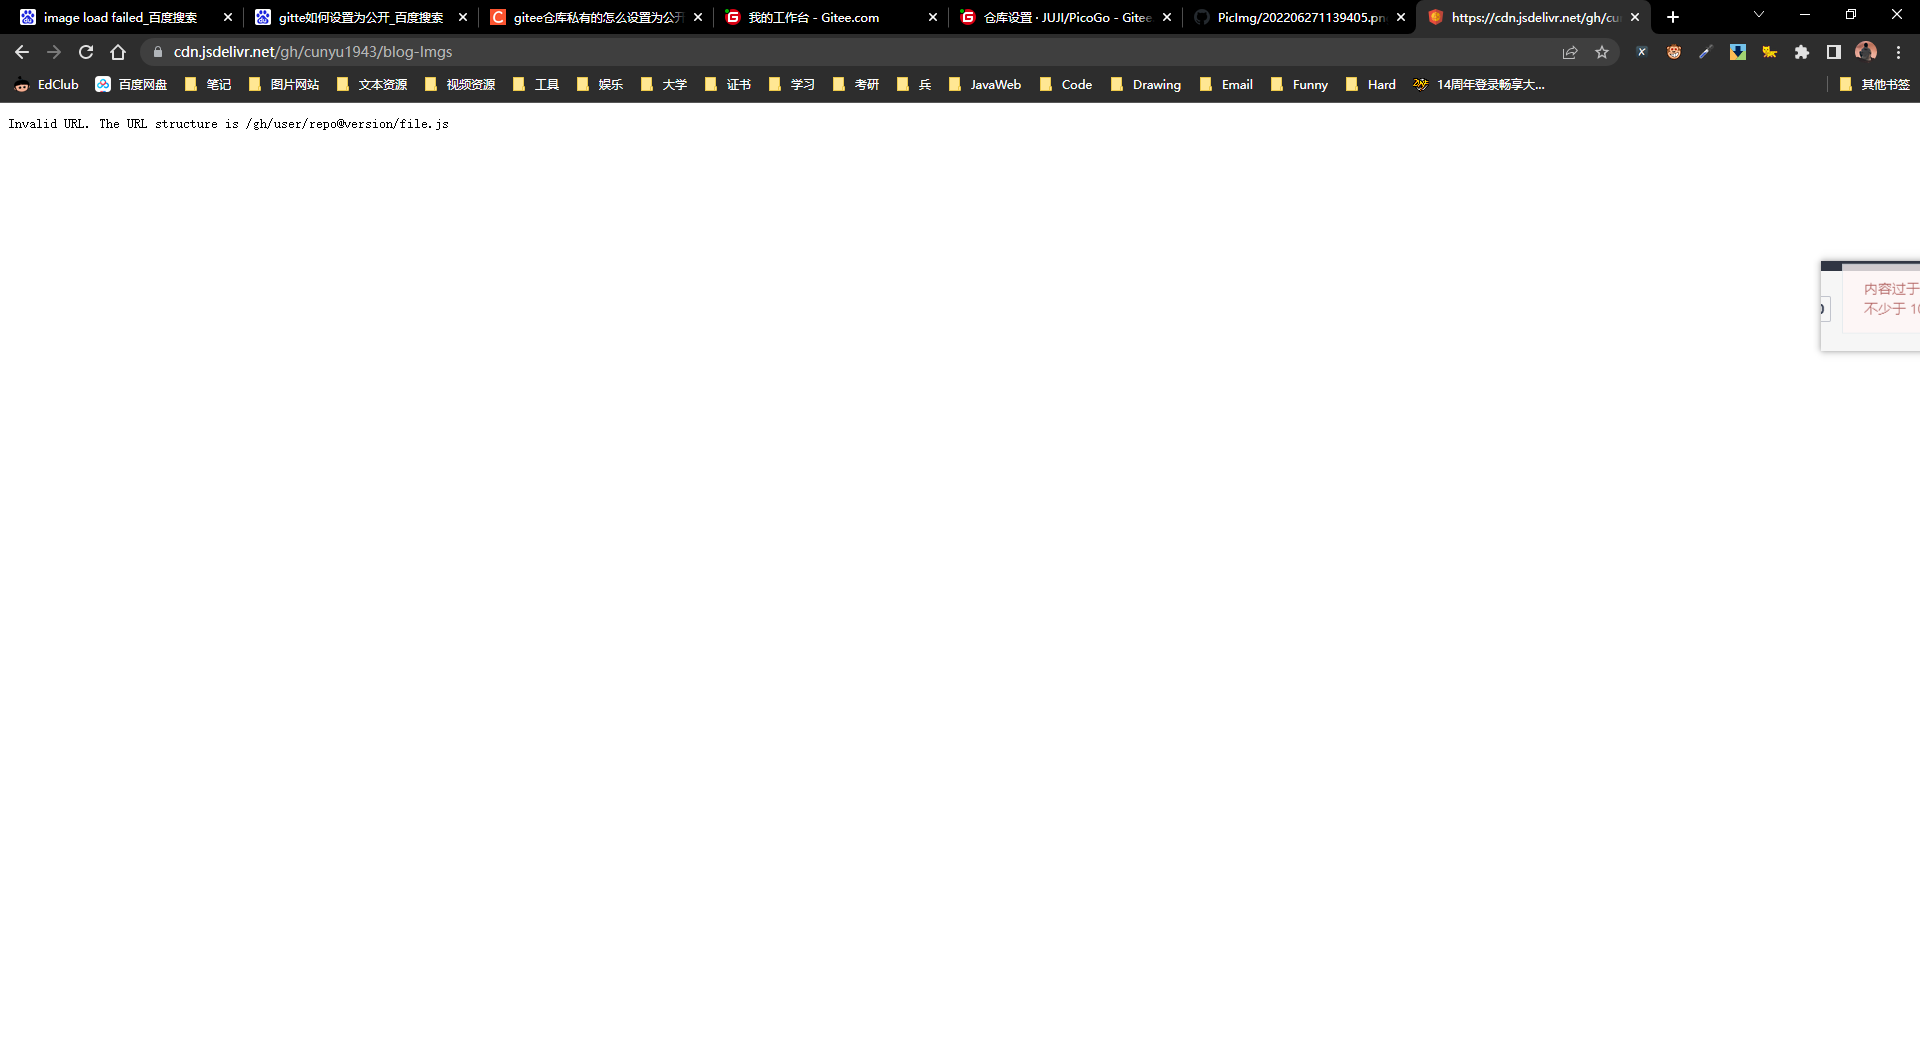 image load failed_百度搜索
gitte如何设置为公开_百度搜索
gitee仓库私有的怎么设置为公开
我的工作台 - Gitee.com
仓库设置 · JUJI/PicoGo - Gitee
PicImg/202206271139405.pn
https://cdn.jsdelivr.net/gh/cu
cdn.jsdelivr.net/gh/cunyu1943/blog-Imgs
EdClub 百度网盘 笔记 图片网站 文本资源 视频资源 工具 娱乐 大学 证书 学习 考研 兵 JavaWeb Code Drawing Email Funny Hard 14周年登录畅享大... 其他书签
Invalid URL. The URL structure is /gh/user/repo@version/file.js
内容过于
不少于 10